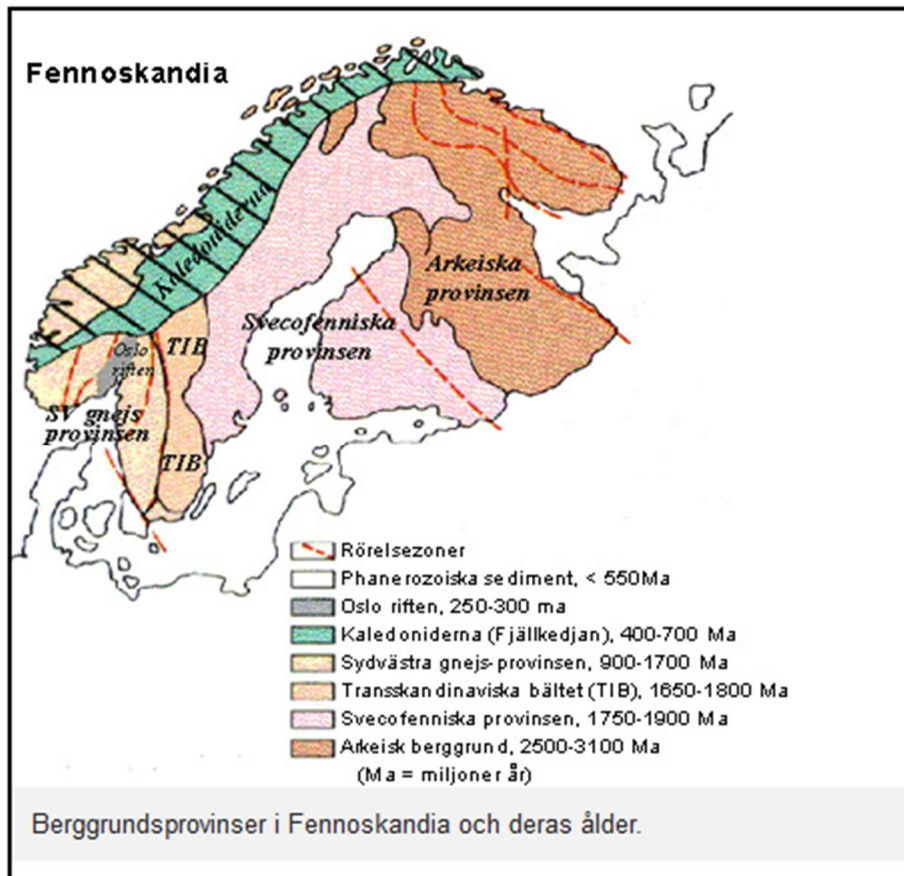 Fennoskandia
Kaledoniderna
Arkeiska
provinsen
Svecofenniska
provinsen
TIB
Oslo
riften
SV gnejs
provinsen
TIB
Rörelsezoner
Phanerozoiska sediment, < 550Ma
Oslo riften, 250-300 ma
Kaledoniderna (Fjällkedjan), 400-700 Ma
Sydvästra gnejs-provinsen, 900-1700 Ma
Transskandinaviska bältet (TIB), 1650-1800 Ma
Svecofenniska provinsen, 1750-1900 Ma
Arkeisk berggrund, 2500-3100 Ma
(Ma = miljoner år)
Berggrundsprovinser i Fennoskandia och deras ålder.